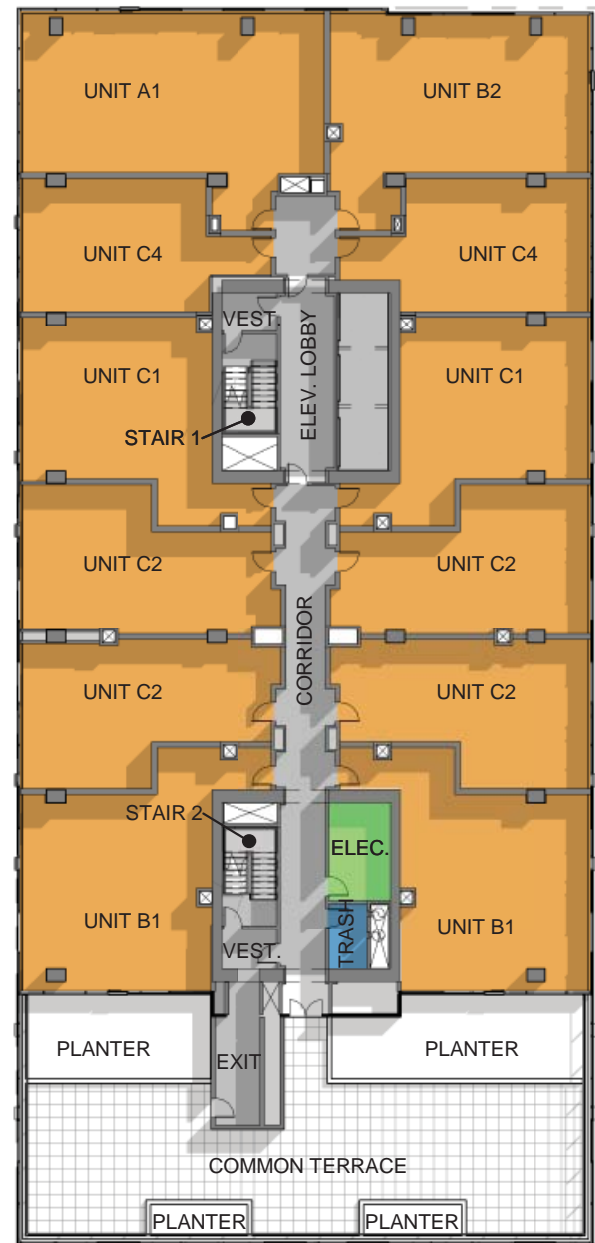 UNIT A1
UNIT B2
UNIT C4
UNIT C4
VEST.
ELEV. LOBBY
UNIT C1
UNIT C1
STAIR 1
UNIT C2
UNIT C2
CORRIDOR
UNIT C2
UNIT C2
STAIR 2
ELEC.
UNIT B1
TRASH
UNIT B1
VEST.
PLANTER
EXIT
PLANTER
COMMON TERRACE
PLANTER
PLANTER